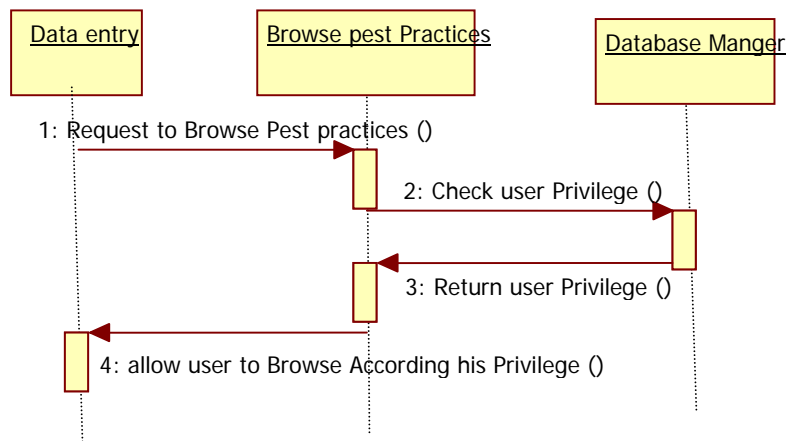 Data entry
Browse pest Practices
Database Manger
1: Request to Browse Pest practices ()
2: Check user Privilege ()
3: Return user Privilege ()
4: allow user to Browse According his Privilege ()